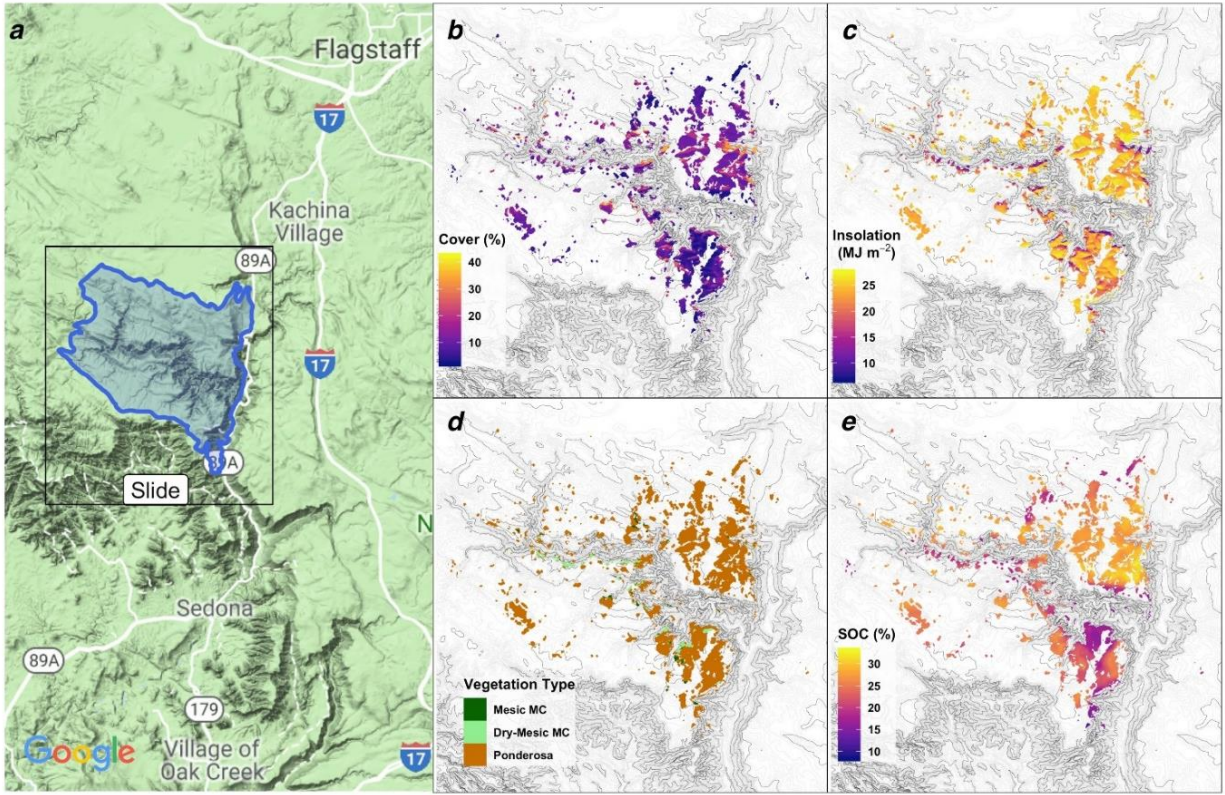 a
Flagstaff
17
Kachina
Village
89A
17
89A
Slide
N
Sedona
89A
179
Village of
Oak Creek
17
Google
b
Cover (%)
40
30
20
10
c
Insolation
(MJ m⁻²)
25
20
15
10
d
Vegetation Type
Mesic MC
Dry-Mesic MC
Ponderosa
e
SOC (%)
30
25
20
15
10